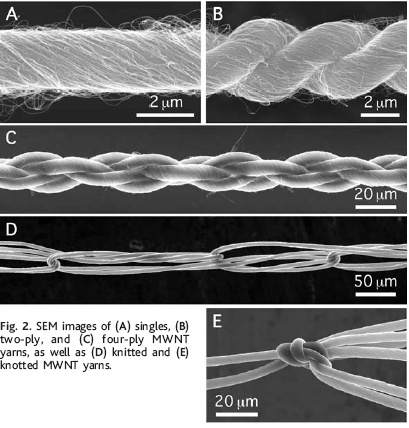 A
2 µm
B
2 µm
C
20 µm
D
50 µm
Fig. 2. SEM images of (A) singles, (B)
two-ply, and (C) four-ply MWNT
yarns, as well as (D) knitted and (E)
knotted MWNT yarns.
E
20 µm